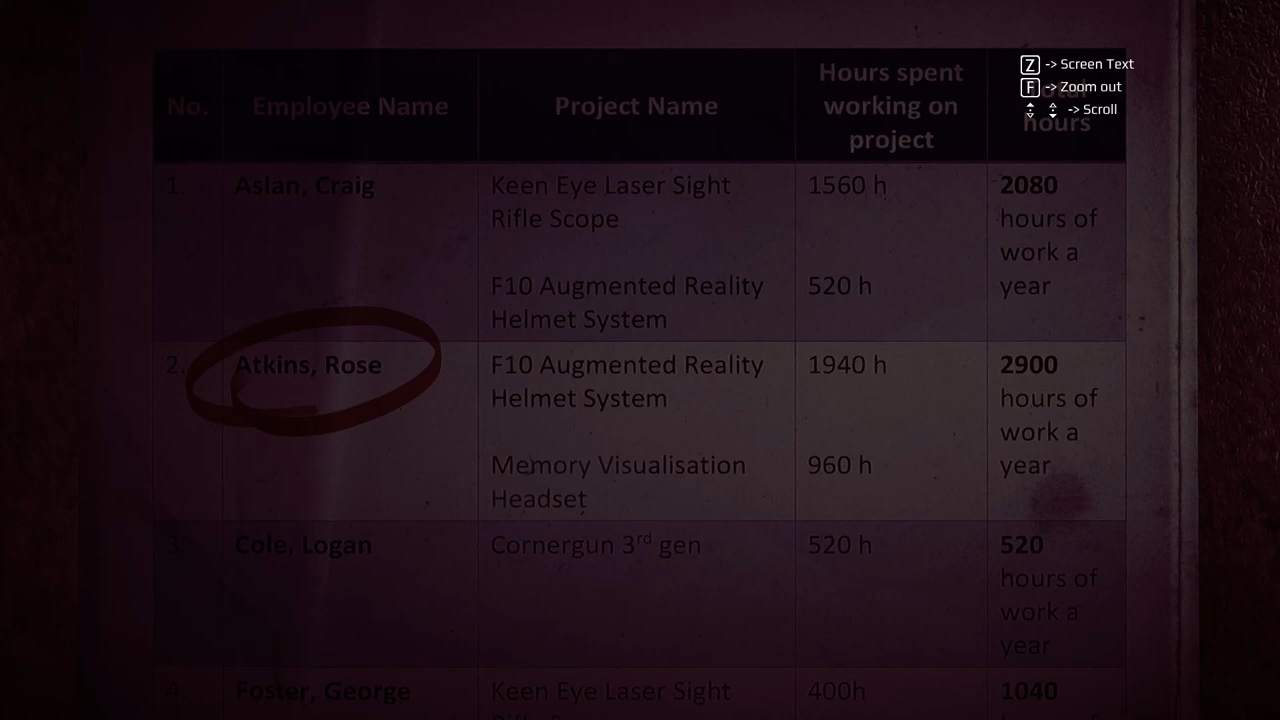 Z -> Screen Text
F -> Zoom out
-> Scroll
No. Employee Name Project Name Hours spent working on project Total hours
1. Aslan, Craig Keen Eye Laser Sight 1560 h 2080
Rifle Scope hours of
work a
F10 Augmented Reality 520 h year
Helmet System
2. Atkins, Rose F10 Augmented Reality 1940 h 2900
Helmet System hours of
work a
Memory Visualisation 960 h year
Headset
3. Cole, Logan Cornergun 3rd gen 520 h 520
hours of
work a
year
4. Foster, George Keen Eye Laser Sight 400h 1040